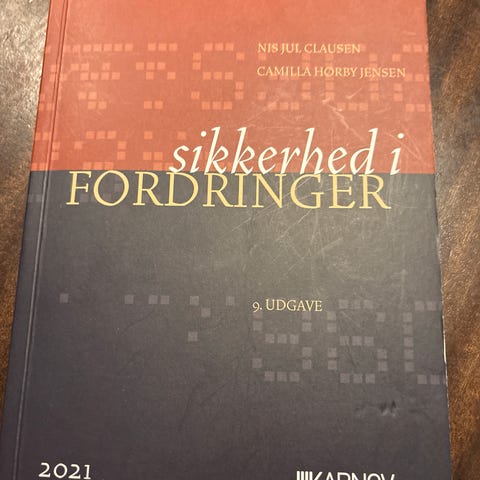 NIS JUL CLAUSEN
CAMILLA HØRBY JENSEN
sikkerhed i
FORDRINGER
9. UDGAVE
2021
KARNOV